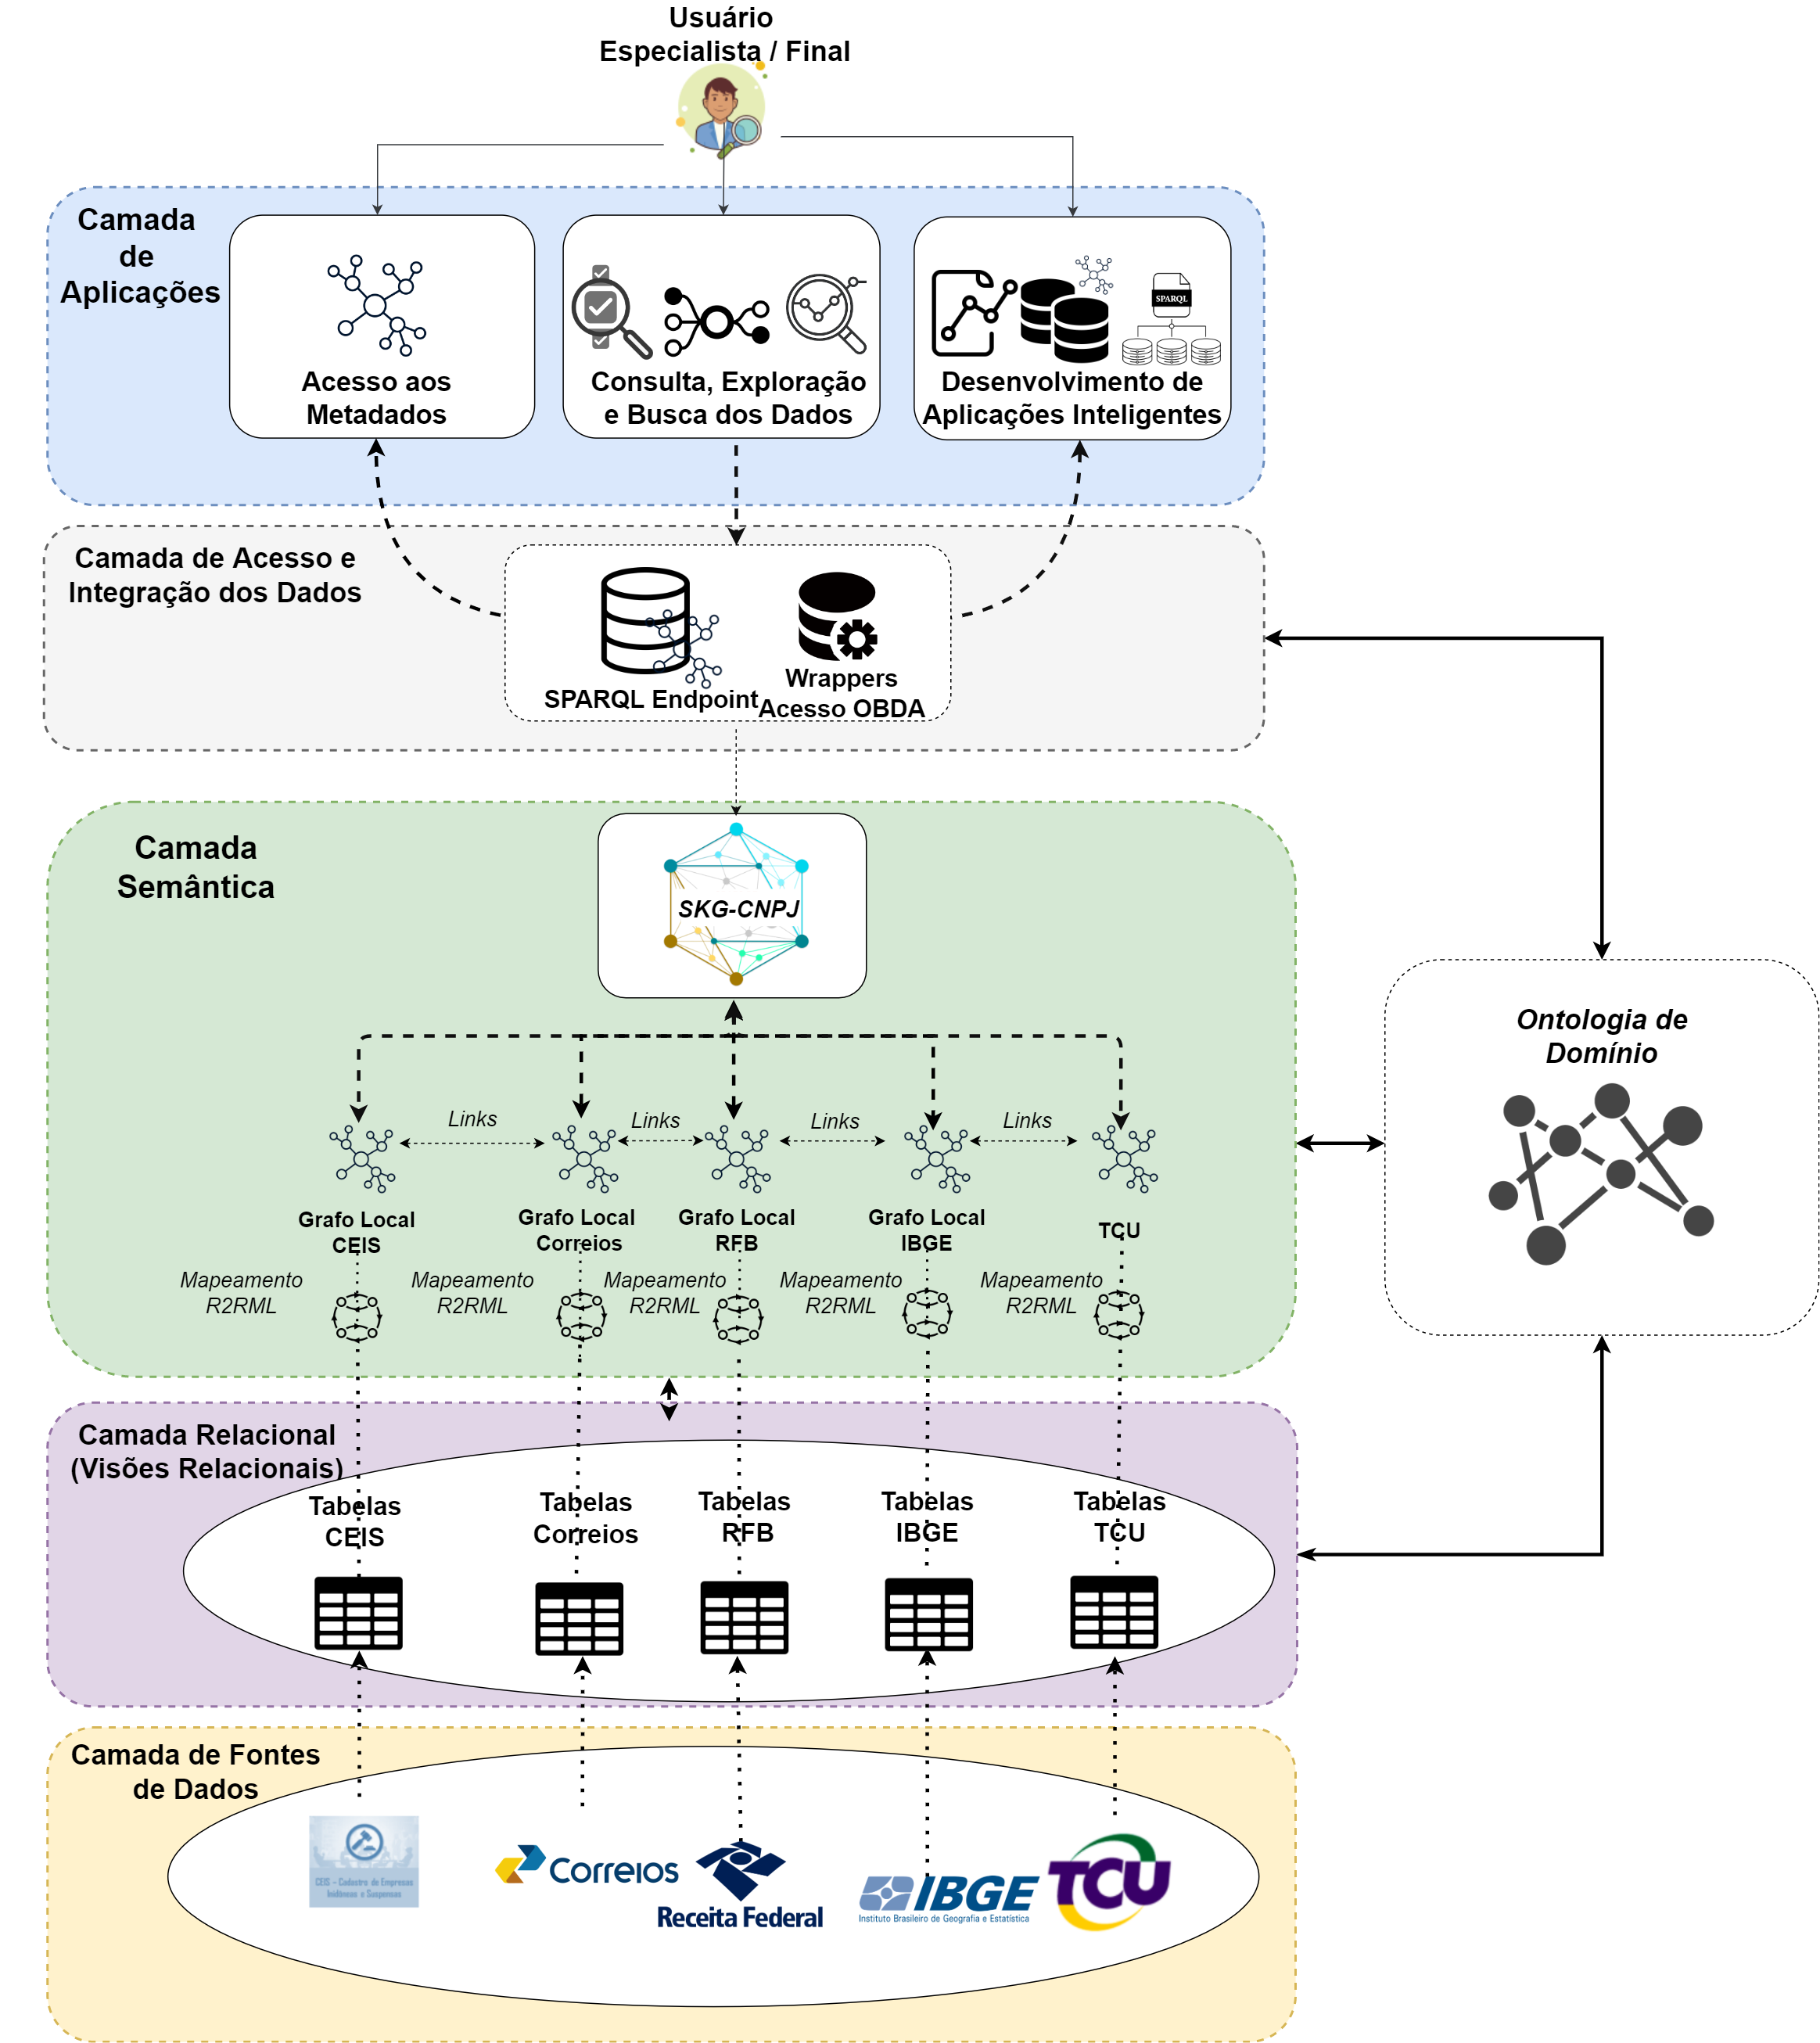 Usuário
Especialista / Final
Camada
de
Aplicações
Acesso aos
Metadados
Consulta, Exploração
e Busca dos Dados
SPARQL
Desenvolvimento de
Aplicações Inteligentes
Camada de Acesso e
Integração dos Dados
SPARQL Endpoint
Wrappers
Acesso OBDA
Camada
Semântica
SKG-CNPJ
Ontologia de
Domínio
Links
Links
Links
Links
Grafo Local
CEIS
Grafo Local
Correios
Grafo Local
RFB
Grafo Local
IBGE
TCU
Mapeamento
R2RML
Mapeamento
R2RML
Mapeamento
R2RML
Mapeamento
R2RML
Mapeamento
R2RML
Camada Relacional
(Visões Relacionais)
Tabelas
CEIS
Tabelas
Correios
Tabelas
RFB
Tabelas
IBGE
Tabelas
TCU
Camada de Fontes
de Dados
CEIS - Cadastro de Empresas
Inidôneas e Suspensas
Correios
Receita Federal
IBGE
Instituto Brasileiro de Geografia e Estatística
TCU